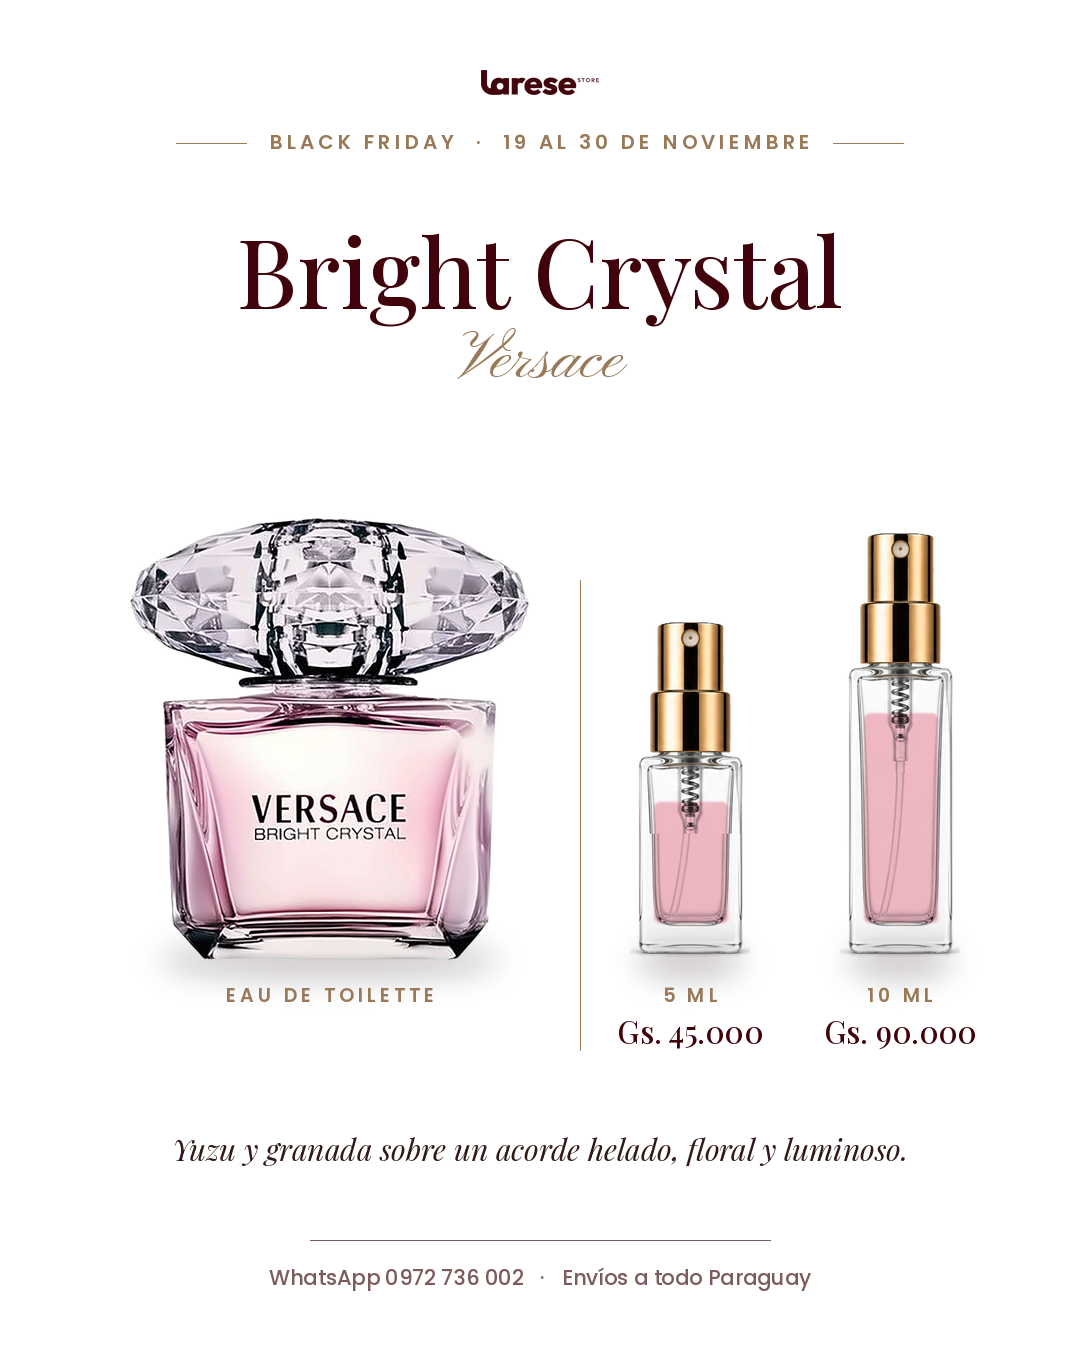 larese STORE
BLACK FRIDAY · 19 AL 30 DE NOVIEMBRE
Bright Crystal
Versace
VERSACE
BRIGHT CRYSTAL
EAU DE TOILETTE
5 ML
Gs. 45.000
10 ML
Gs. 90.000
Yuzu y granada sobre un acorde helado, floral y luminoso.
WhatsApp 0972 736 002 · Envíos a todo Paraguay